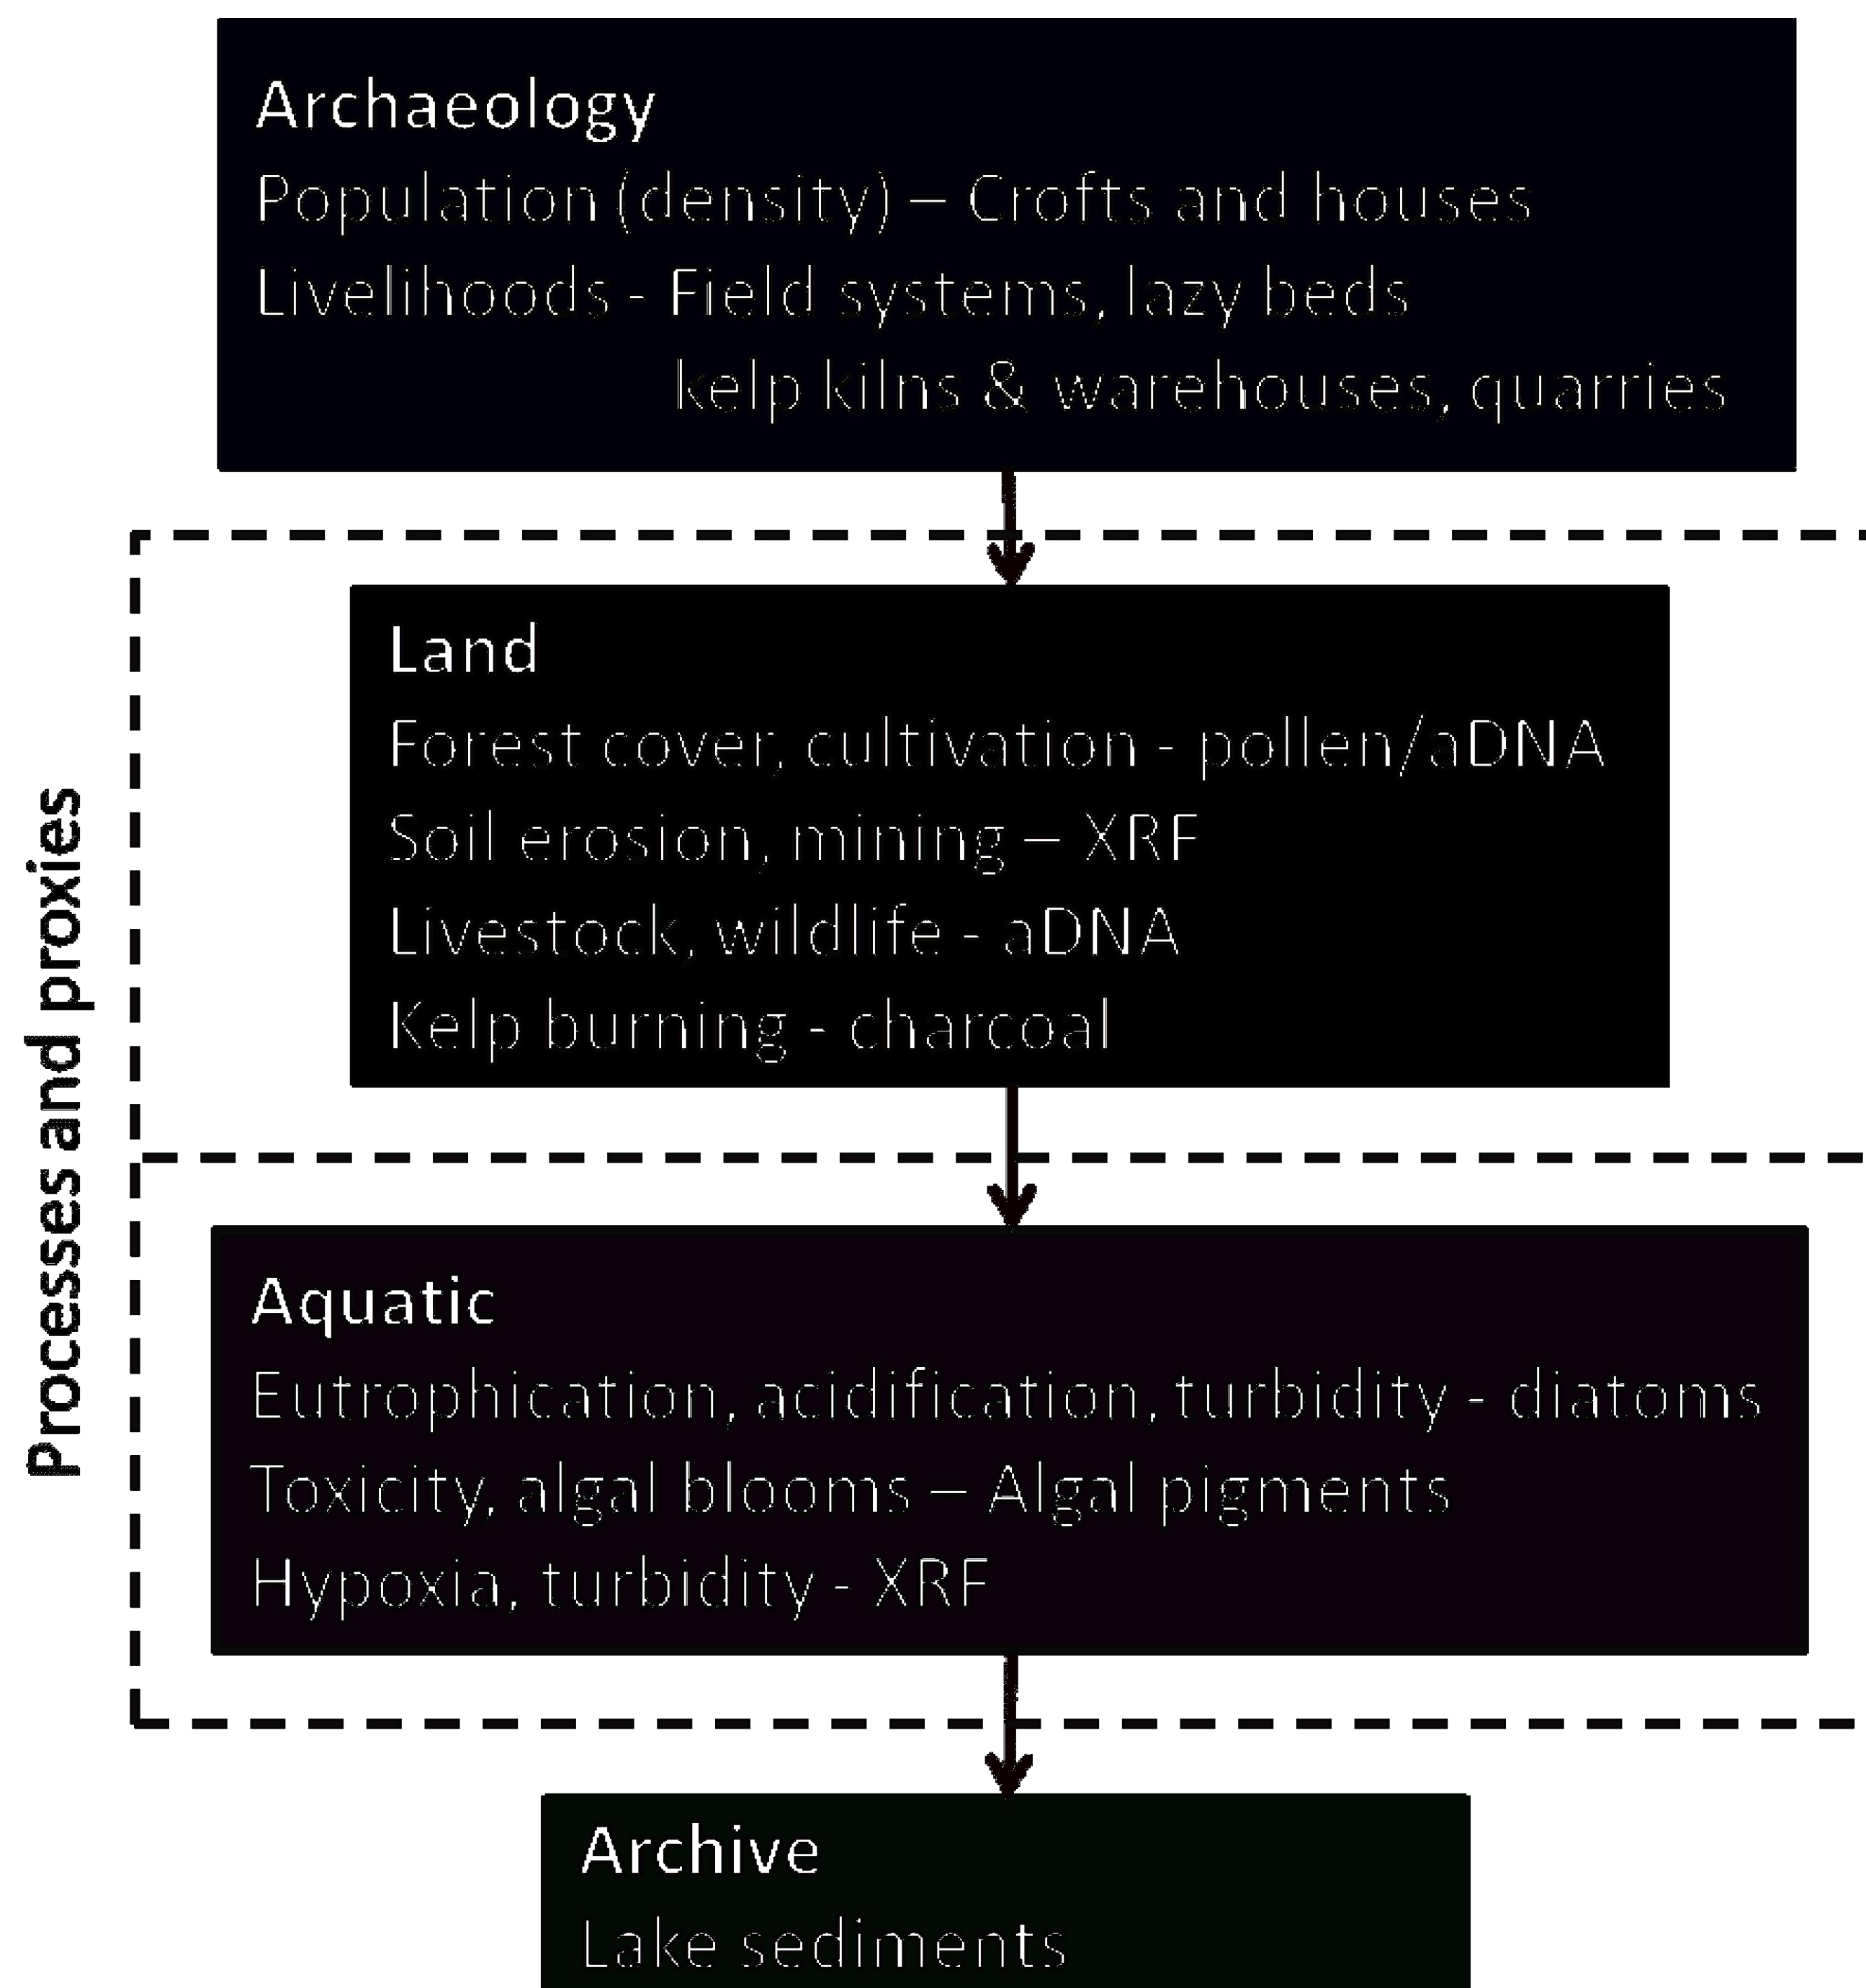 Archaeology
Population (density) – Crofts and houses
Livelihoods - Field systems, lazy beds
kelp kilns & warehouses, quarries
Processes and proxies
Land
Forest cover, cultivation - pollen/aDNA
Soil erosion, mining – XRF
Livestock, wildlife - aDNA
Kelp burning - charcoal
Aquatic
Eutrophication, acidification, turbidity - diatoms
Toxicity, algal blooms – Algal pigments
Hypoxia, turbidity - XRF
Archive
Lake sediments